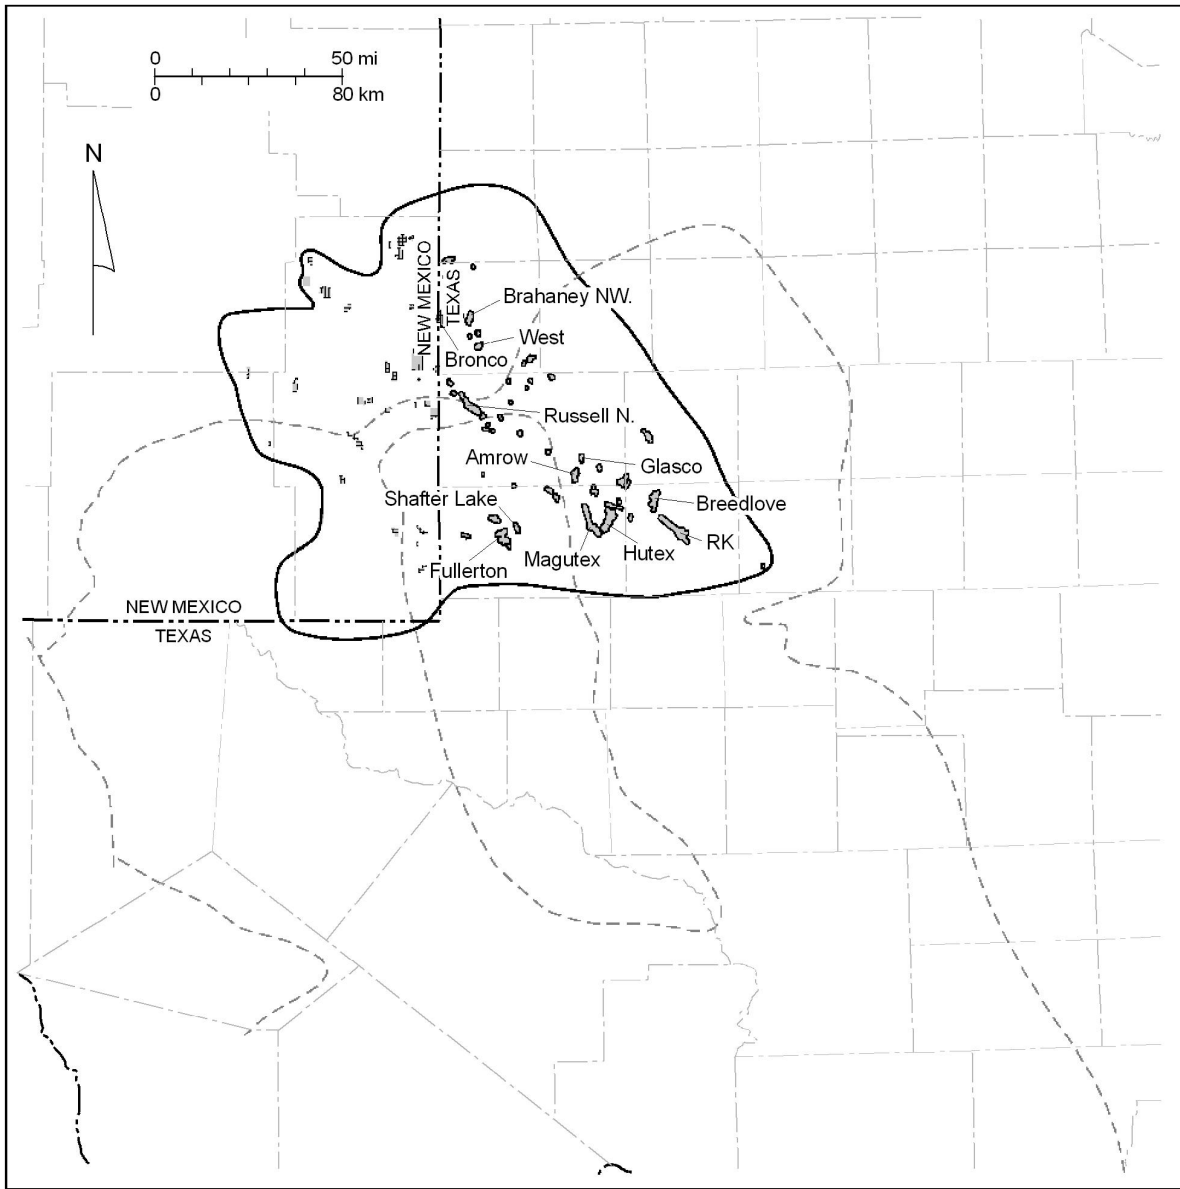 0 50 mi
0 80 km
N
NEW MEXICO
TEXAS
Brahaney NW.
West
Bronco
Russell N.
Amrow
Glasco
Shafter Lake
Breedlove
RK
Hutex
Magutex
Fullerton
NEW MEXICO
TEXAS